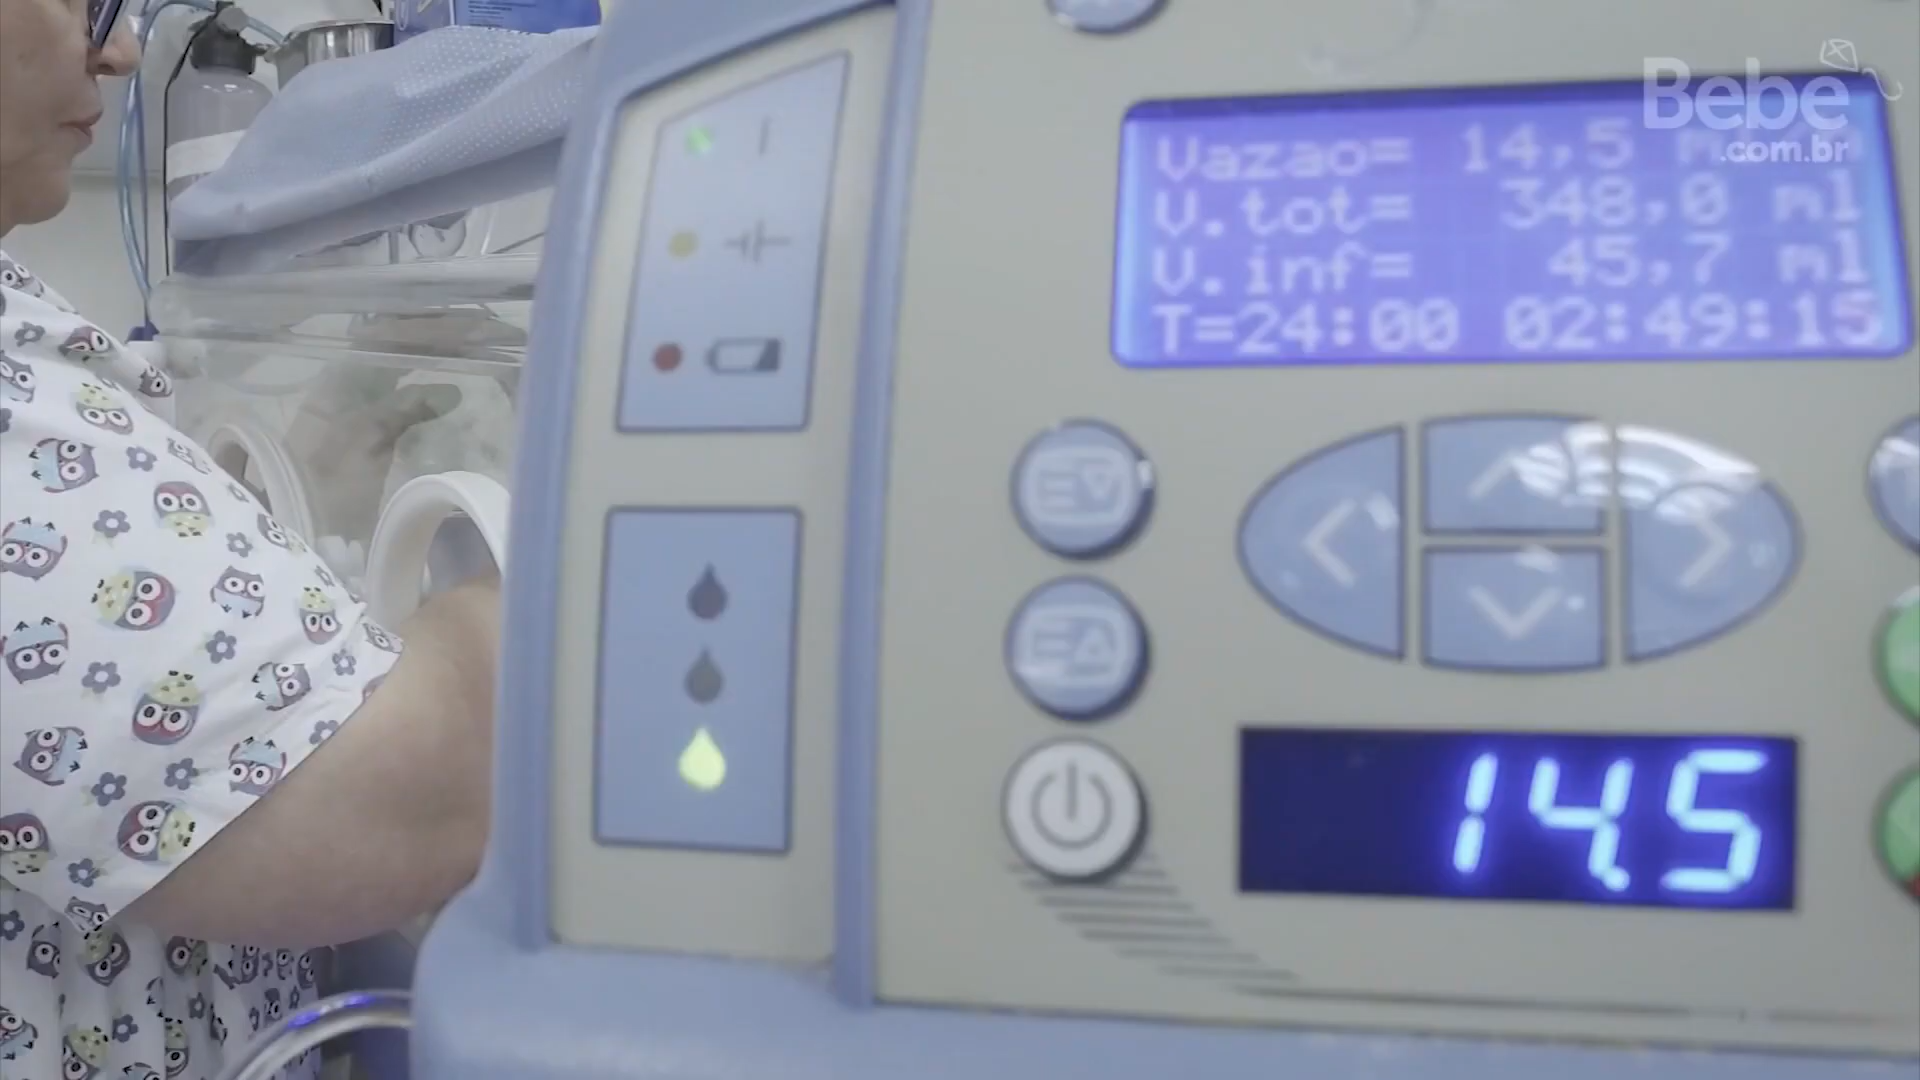 Bebe
.com.br
Vazao= 14,5
V.tot= 348,0 ml
V.inf= 45,7 ml
T=24:00 02:49:15
14.5